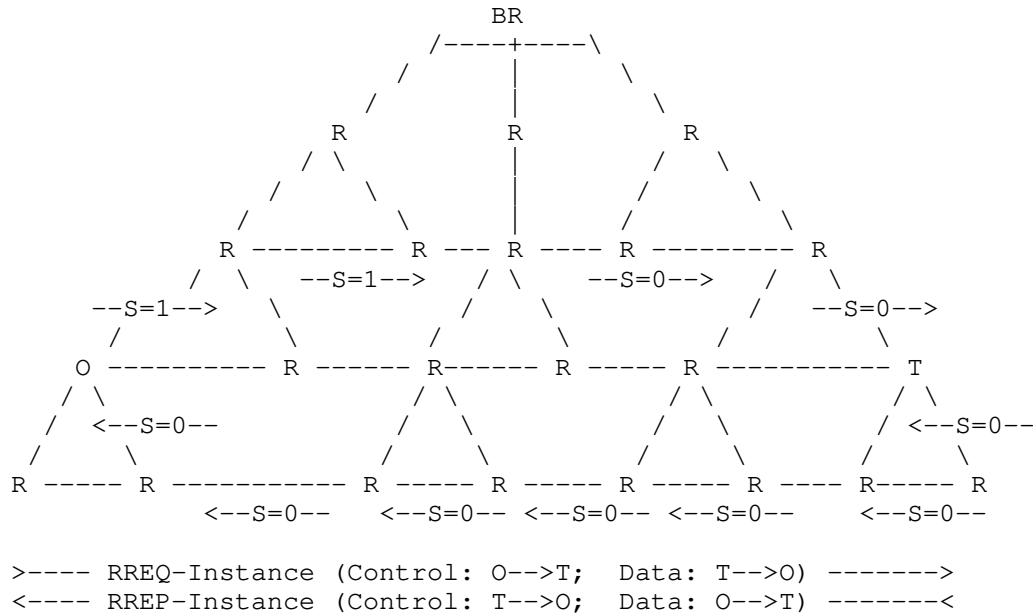 BR
/----+----\
/ | \
/ | \
/ | \
R R R
/ \ | / \
/ \ | / \
/ \ | / \
R --------- R --- R ---- R --------- R
/ \ --S=1--> / \ --S=0--> / \
--S=1--> \ / \ / --S=0-->
/ \ / \ / \
O ---------- R ------ R------ R ----- R ----------- T
/ \ / \ / \ / \
/ <--S=0-- / \ / \ / <--S=0--
/ \ / \ / \ / \
R ----- R ----------- R ----- R ----- R ----- R ---- R----- R
<--S=0-- <--S=0-- <--S=0-- <--S=0-- <--S=0--
>---- RREQ-Instance (Control: O-->T; Data: T-->O) ------->
<---- RREP-Instance (Control: T-->O; Data: O-->T) -------<